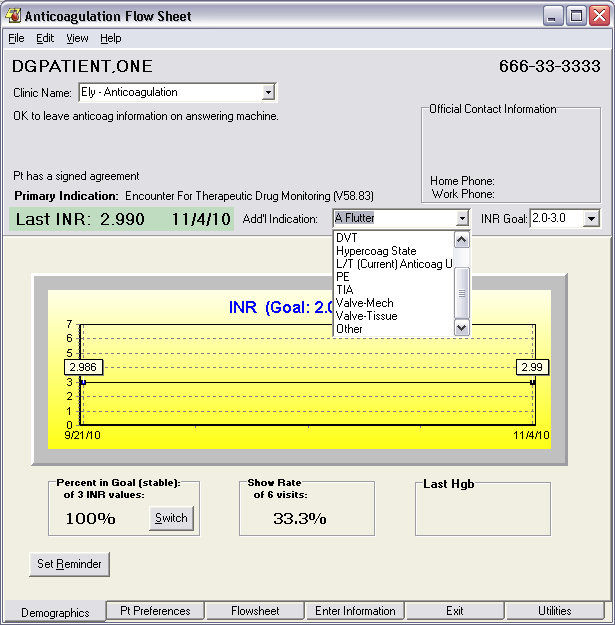 Anticoagulation Flow Sheet
File Edit View Help
DGPATIENT,ONE 666-33-3333
Clinic Name: Ely - Anticoagulation
OK to leave anticoag information on answering machine.
Official Contact Information
Pt has a signed agreement
Home Phone:
Work Phone:
Primary Indication: Encounter For Therapeutic Drug Monitoring (V58.83)
Last INR: 2.990 11/4/10 Add'l Indication: A Flutter INR Goal: 2.0-3.0
DVT
Hypercoag State
L/T (Current) Anticoag U
PE
TIA
Valve-Mech
Valve-Tissue
Other
INR (Goal: 2.0
7
6
5
2.986 2.99
3
2
1
0
9/21/10 11/4/10
Percent in Goal (stable):
of 3 INR values:
100% Switch
Show Rate
of 6 visits:
33.3%
Last Hgb
Set Reminder
Demographics Pt Preferences Flowsheet Enter Information Exit Utilities